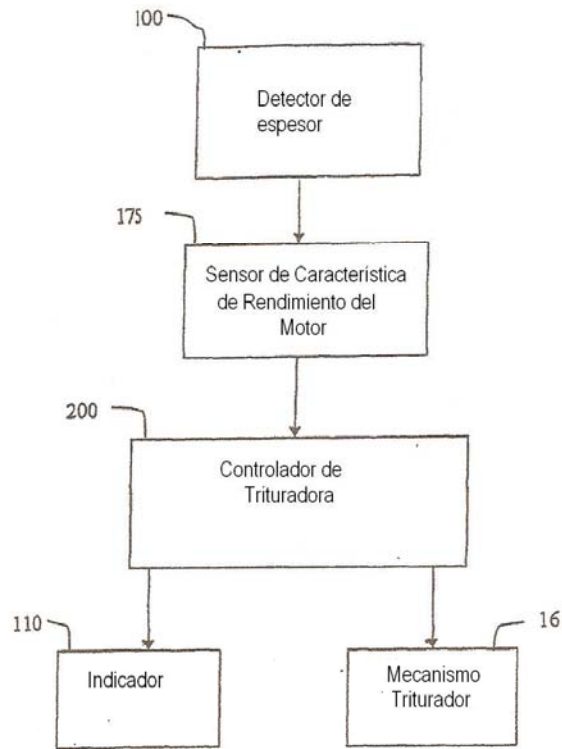 100
Detector de
espesor
175
Sensor de Característica
de Rendimiento del
Motor
200
Controlador de
Trituradora
110
Indicador
16
Mecanismo
Triturador